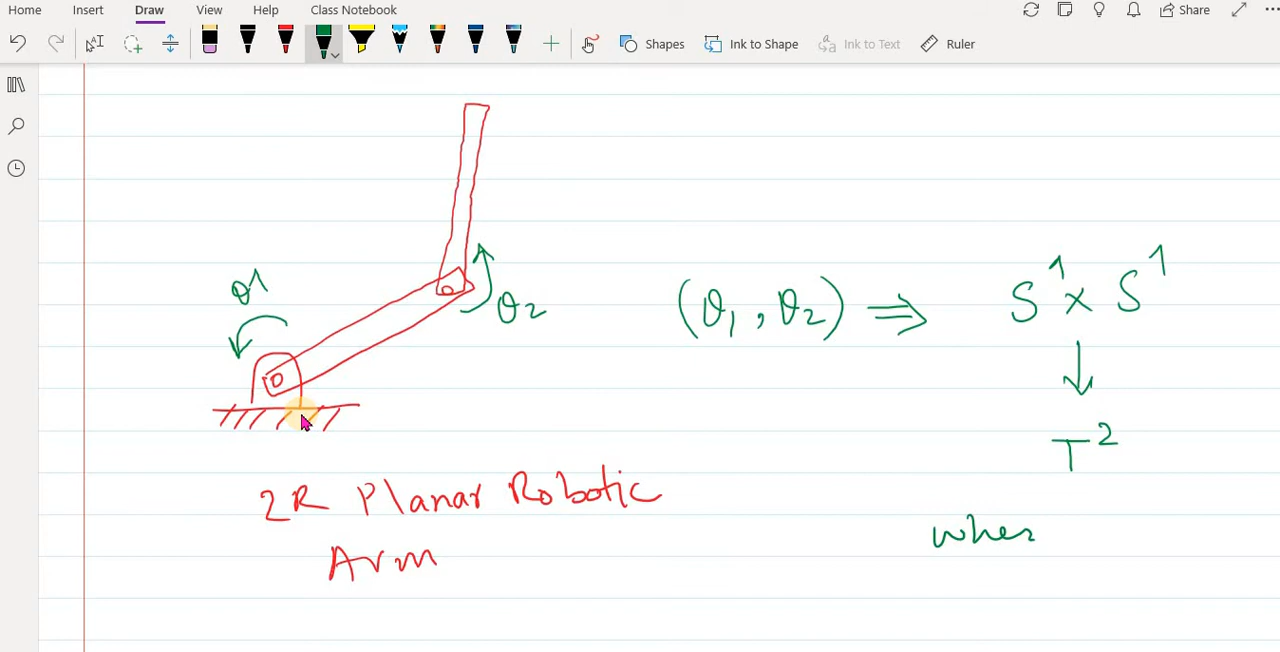 Home Insert Draw View Help Class Notebook Share
Shapes Ink to Shape Ink to Text Ruler
θ1
θ2
(θ₁, θ₂) ⇒ S¹ × S¹
↓
T²
2R Planar Robotic
Arm
wher